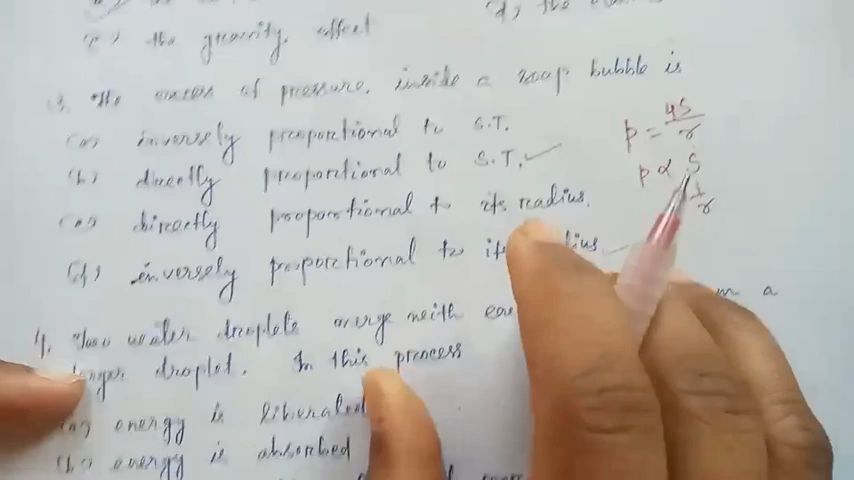 (c) the gravity affect
(d) the
3. The excess of pressure, inside a soap bubble is
(a) inversely proportional to S.T.
(b) directly proportional to S.T. ✓
(c) directly proportional to its radius.
(d) inversely proportional to its
p = 4S/r
p ∝ S
1/r
4. Two water droplets merge with
larger droplet. In this process
(a) energy is liberated
(b) energy is absorbed